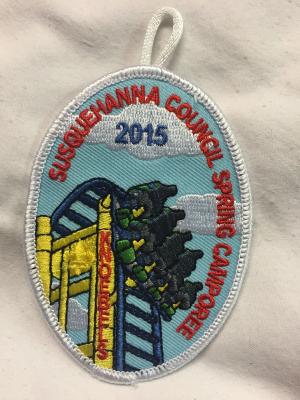 SUSQUEHANNA COUNCIL SPRING CAMPOREE
2015
KNOEBELS